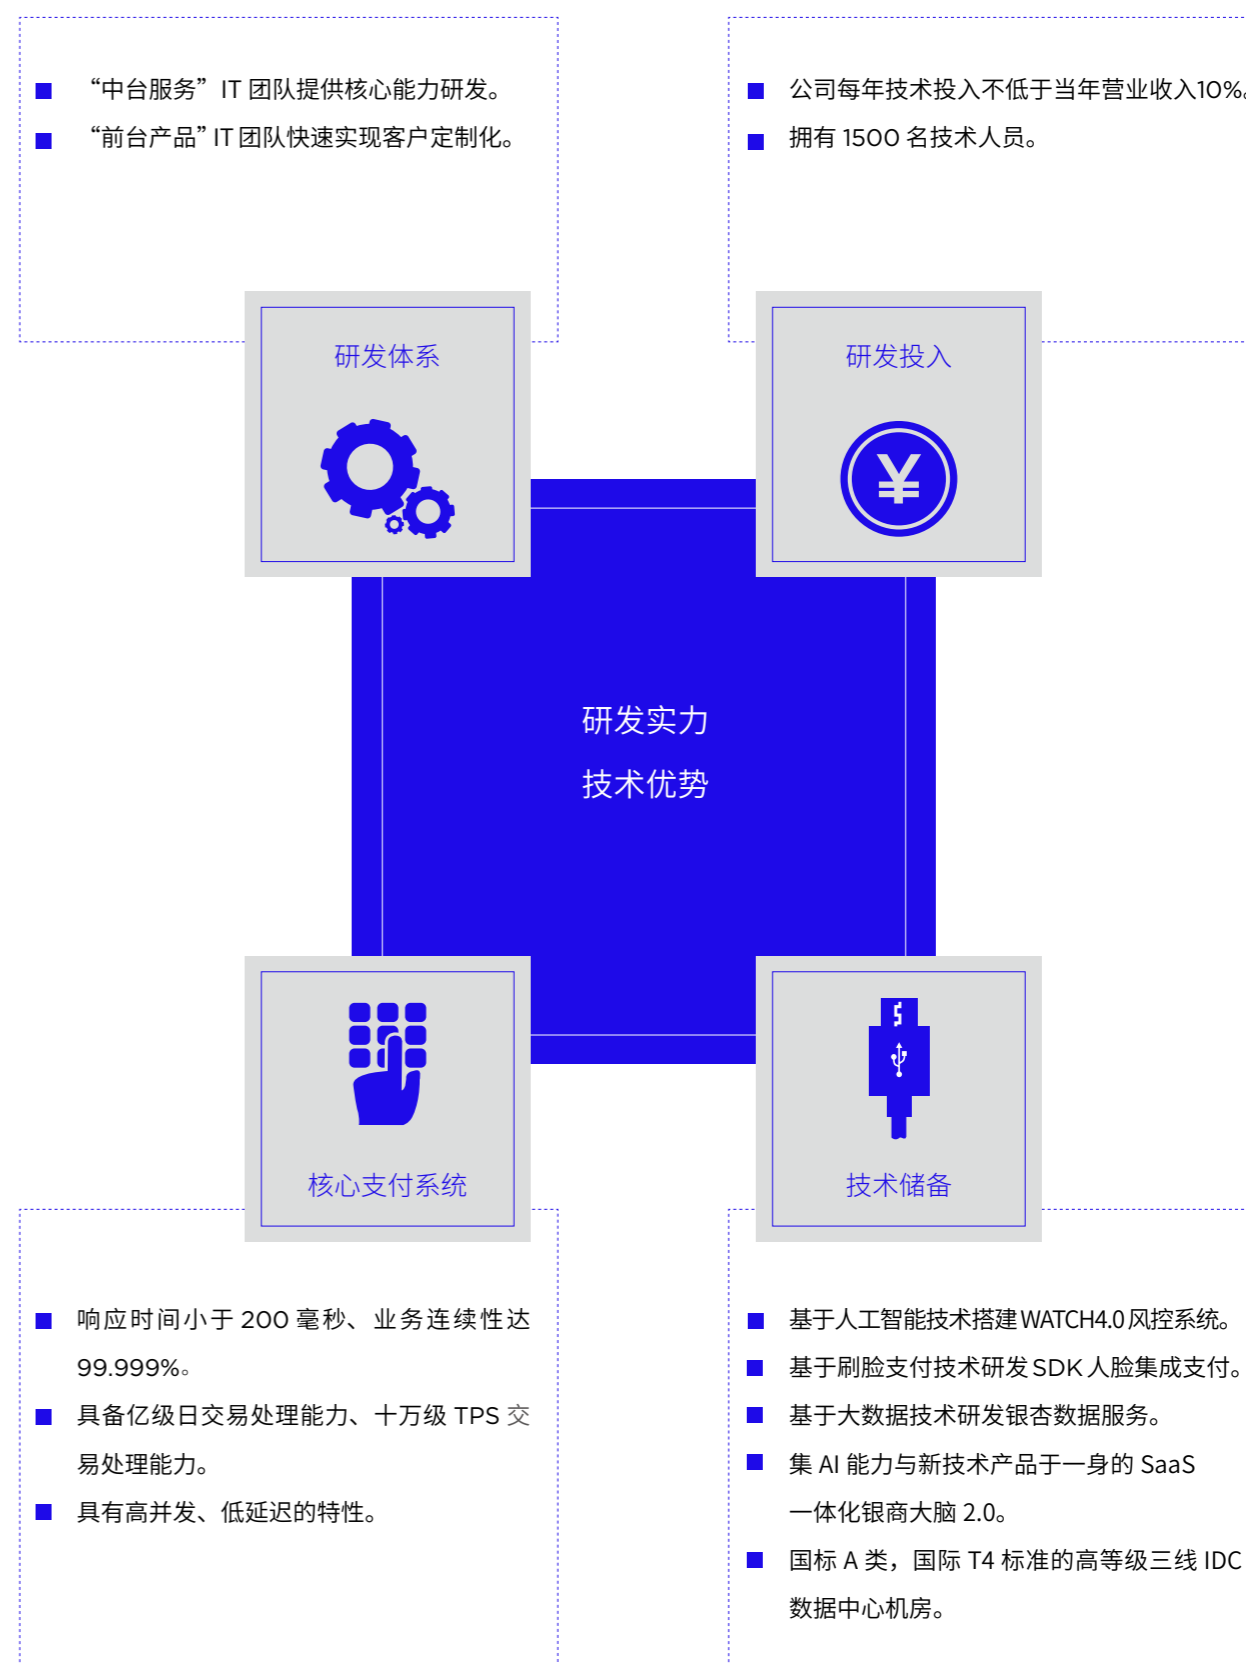 “中台服务”IT 团队提供核心能力研发。
“前台产品”IT 团队快速实现客户定制化。
公司每年技术投入不低于当年营业收入10%。
拥有 1500 名技术人员。
研发体系
研发投入
¥
研发实力
技术优势
核心支付系统
技术储备
响应时间小于 200 毫秒、业务连续性达
99.999%。
具备亿级日交易处理能力、十万级 TPS 交
易处理能力。
具有高并发、低延迟的特性。
基于人工智能技术搭建WATCH4.0风控系统。
基于刷脸支付技术研发SDK人脸集成支付。
基于大数据技术研发银杏数据服务。
集 AI 能力与新技术产品于一身的 SaaS
一体化银商大脑 2.0。
国标 A 类，国际 T4 标准的高等级三线 IDC
数据中心机房。